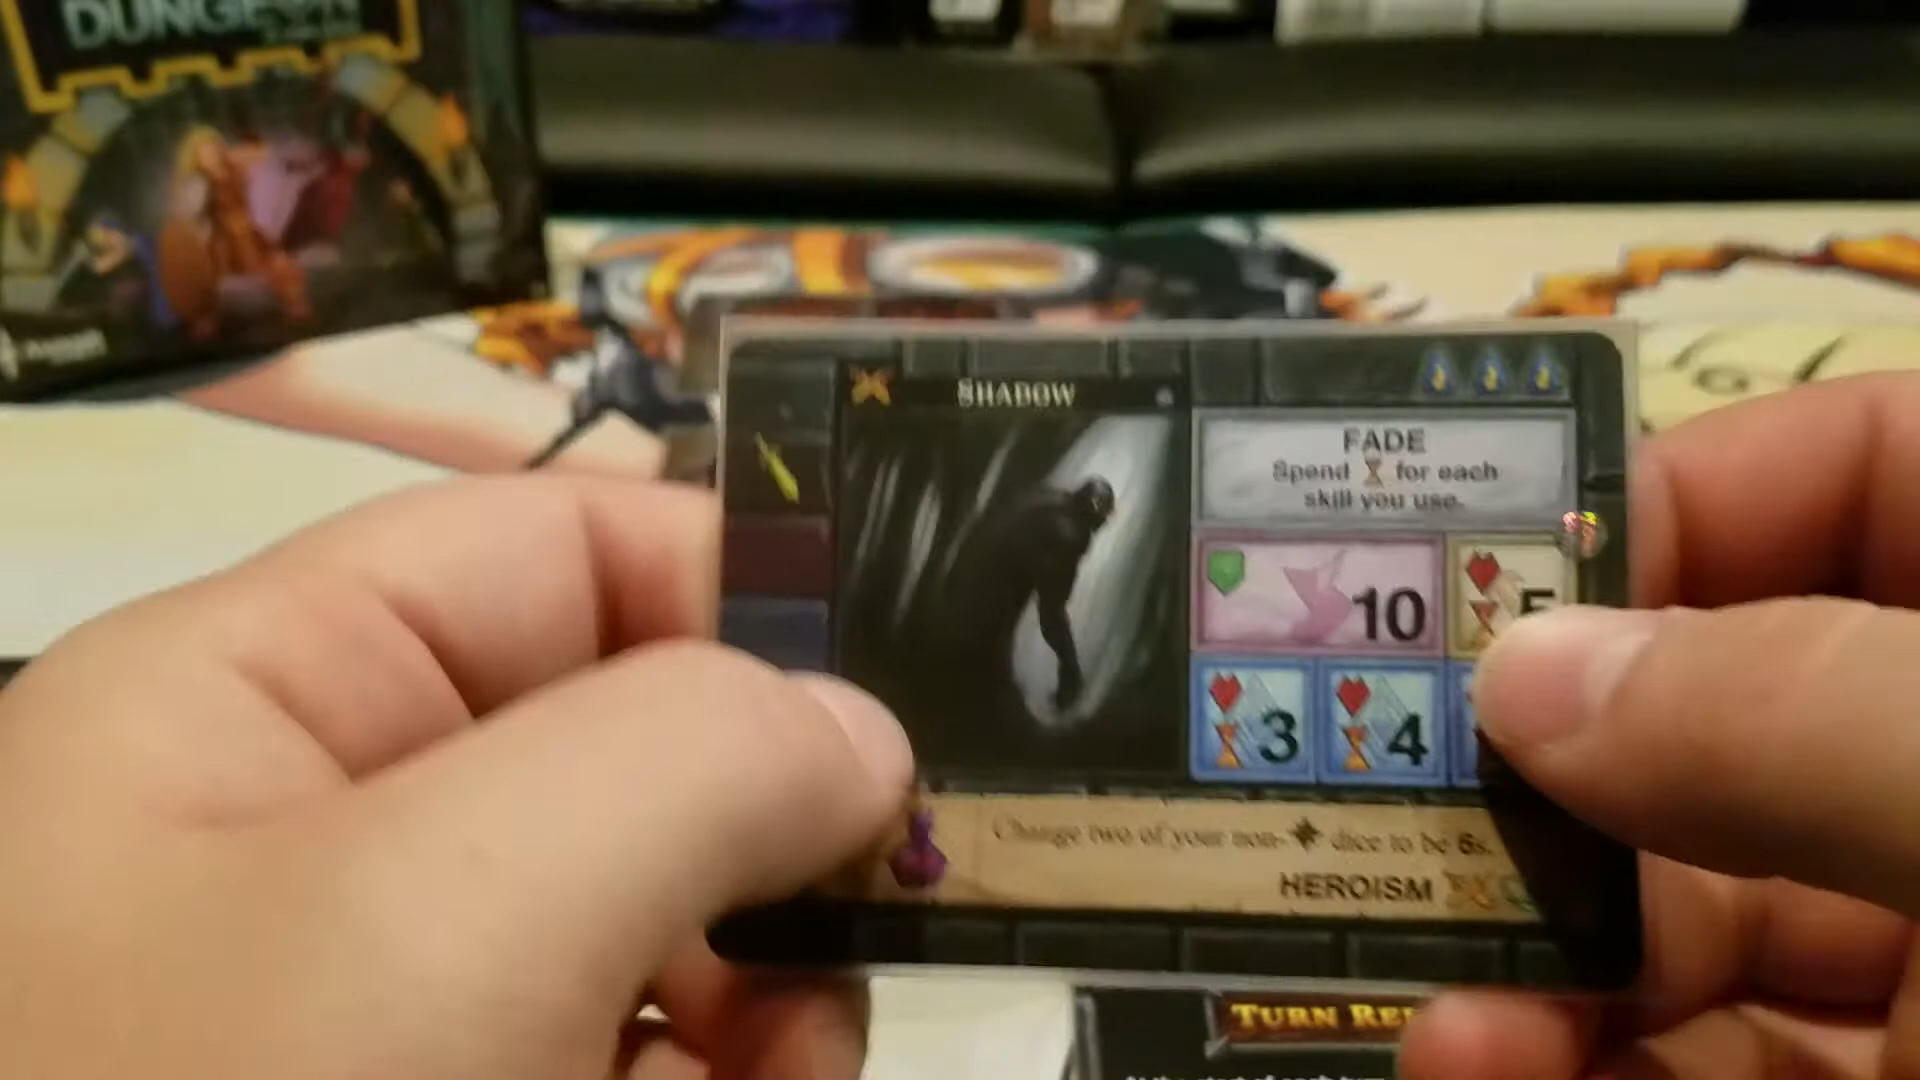 DUNGEON
SHADOW
FADE
Spend for each
skill you use.
10
5
3
4
Change two of your non- dice to be 6s.
HEROISM
TURN